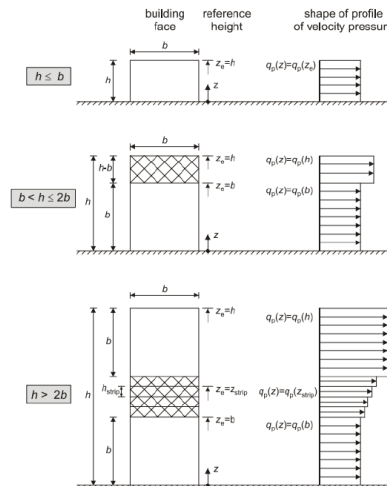 building face
reference height
shape of profile of velocity pressure
b
h ≤ b
h
z_e=h
z
q_p(z)=q_p(z_e)
b
b < h ≤ 2b
h
h-b
b
z_e=h
z_e=b
z
q_p(z)=q_p(h)
q_p(z)=q_p(b)
b
h > 2b
h
b
h_strip
b
z_e=h
z_e=z_strip
z_e=b
z
q_p(z)=q_p(h)
q_p(z)=q_p(z_strip)
q_p(z)=q_p(b)